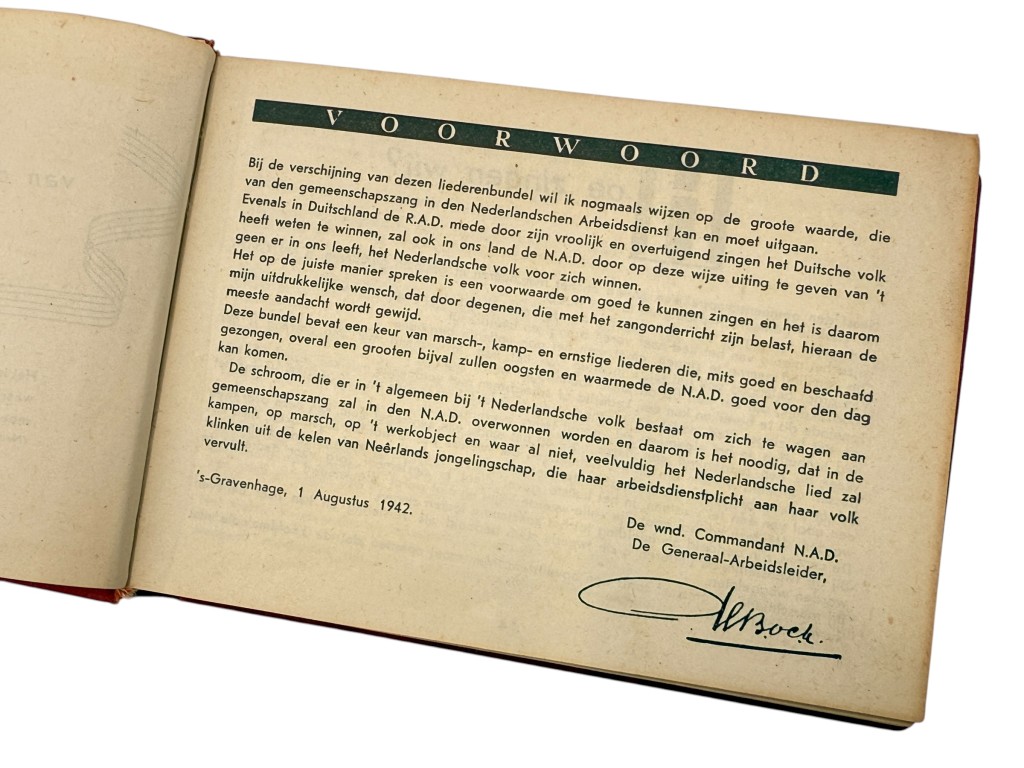 VOORWOORD
Bij de verschijning van dezen liederenbundel wil ik nogmaals wijzen op de groote waarde, die
van den gemeenschapszang in den Nederlandschen Arbeidsdienst kan en moet uitgaan.
Evenals in Duitschland de R.A.D. mede door zijn vroolijk en overtuigend zingen het Duitsche volk
heeft weten te winnen, zal ook in ons land de N.A.D. door op deze wijze uiting te geven van 't
geen er in ons leeft, het Nederlandsche volk voor zich winnen.
Het op de juiste manier spreken is een voorwaarde om goed te kunnen zingen en het is daarom
mijn uitdrukkelijke wensch, dat door degenen, die met het zangonderricht zijn belast, hieraan de
meeste aandacht wordt gewijd.
Deze bundel bevat een keur van marsch-, kamp- en ernstige liederen die, mits goed en beschaafd
gezongen, overal een grooten bijval zullen oogsten en waarmede de N.A.D. goed voor den dag
kan komen.
De schroom, die er in 't algemeen bij 't Nederlandsche volk bestaat om zich te wagen aan
gemeenschapszang zal in den N.A.D. overwonnen worden en daarom is het noodig, dat in de
kampen, op marsch, op 't werkobject en waar al niet, veelvuldig het Nederlandsche lied zal
klinken uit de kelen van Neêrlands jongelingschap, die haar arbeidsdienstplicht aan haar volk
vervult.
's-Gravenhage, 1 Augustus 1942.
De wnd. Commandant N.A.D.
De Generaal-Arbeidsleider,
Bock.